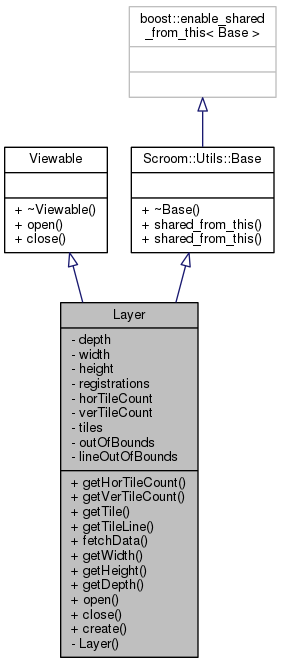 boost::enable_shared
_from_this< Base >
Viewable
+ ~Viewable()
+ open()
+ close()
Scroom::Utils::Base
+ ~Base()
+ shared_from_this()
+ shared_from_this()
Layer
- depth
- width
- height
- registrations
- horTileCount
- verTileCount
- tiles
- outOfBounds
- lineOutOfBounds
+ getHorTileCount()
+ getVerTileCount()
+ getTile()
+ getTileLine()
+ fetchData()
+ getWidth()
+ getHeight()
+ getDepth()
+ open()
+ close()
+ create()
- Layer()